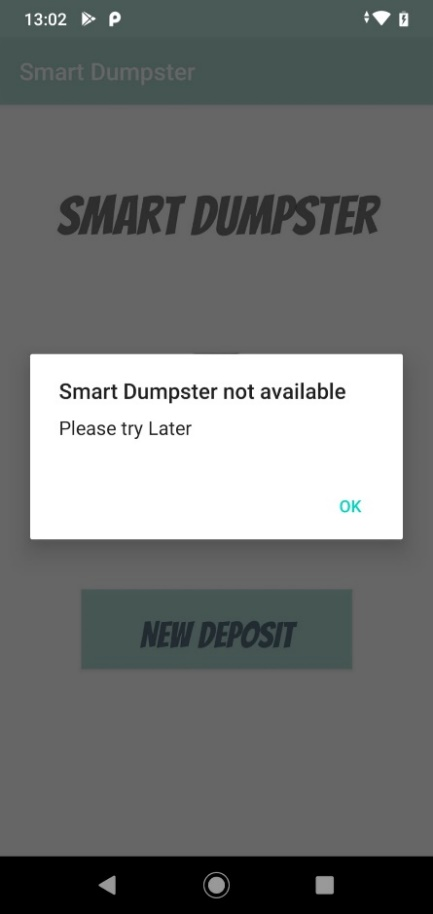 13:02
Smart Dumpster
SMART DUMPSTER
Smart Dumpster not available
Please try Later
OK
NEW DEPOSIT